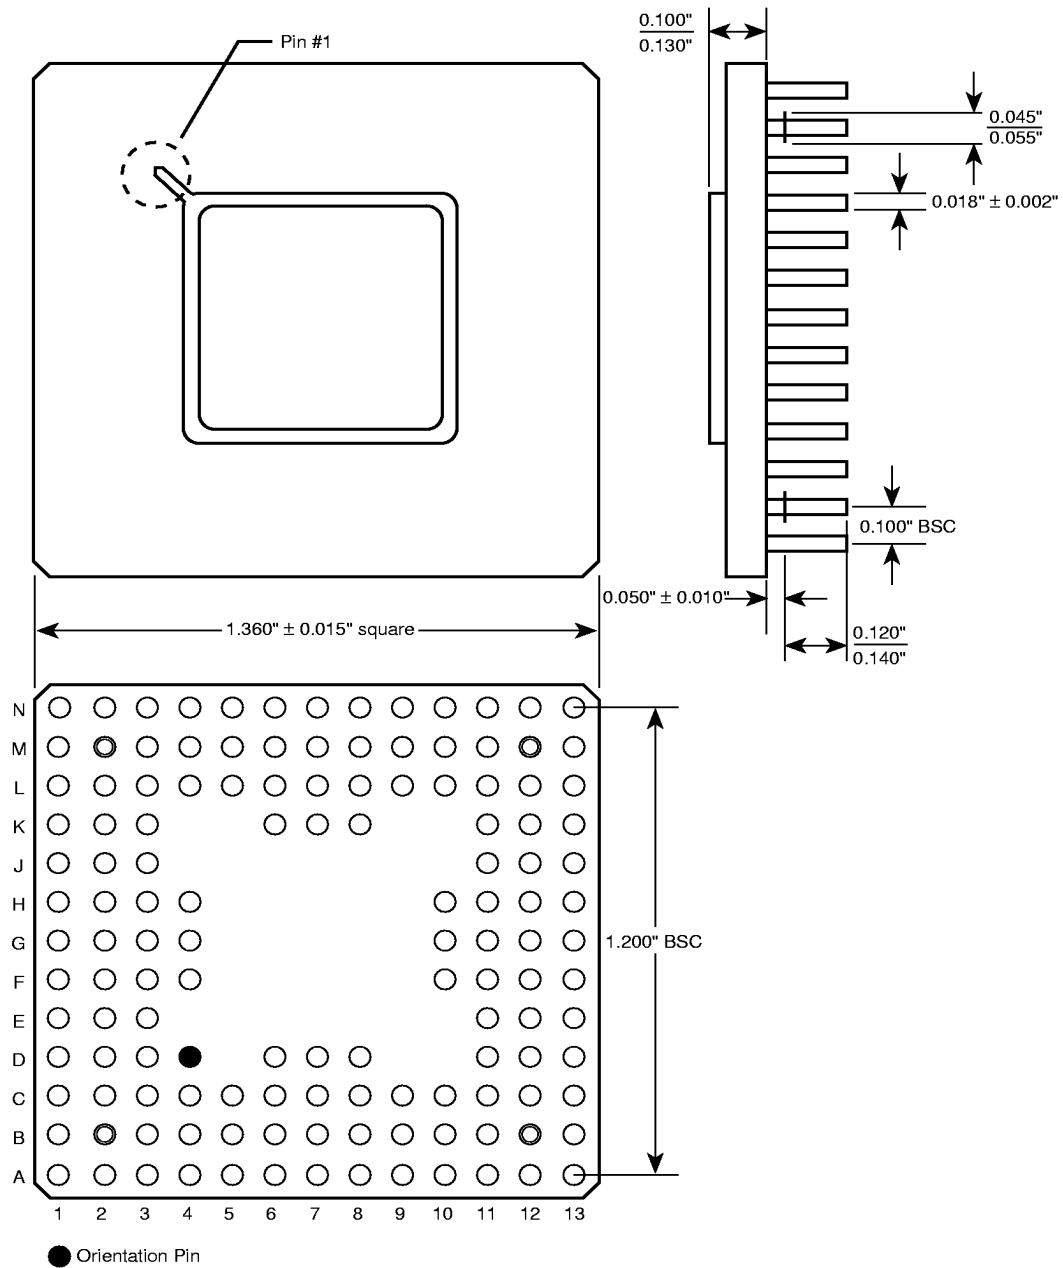 Pin #1
0.100"
0.130"
0.045"
0.055"
0.018" ± 0.002"
0.100" BSC
0.050" ± 0.010"
0.120"
0.140"
1.360" ± 0.015" square
N
M
L
K
J
H
G
F
E
D
C
B
A
1.200" BSC
1 2 3 4 5 6 7 8 9 10 11 12 13
Orientation Pin